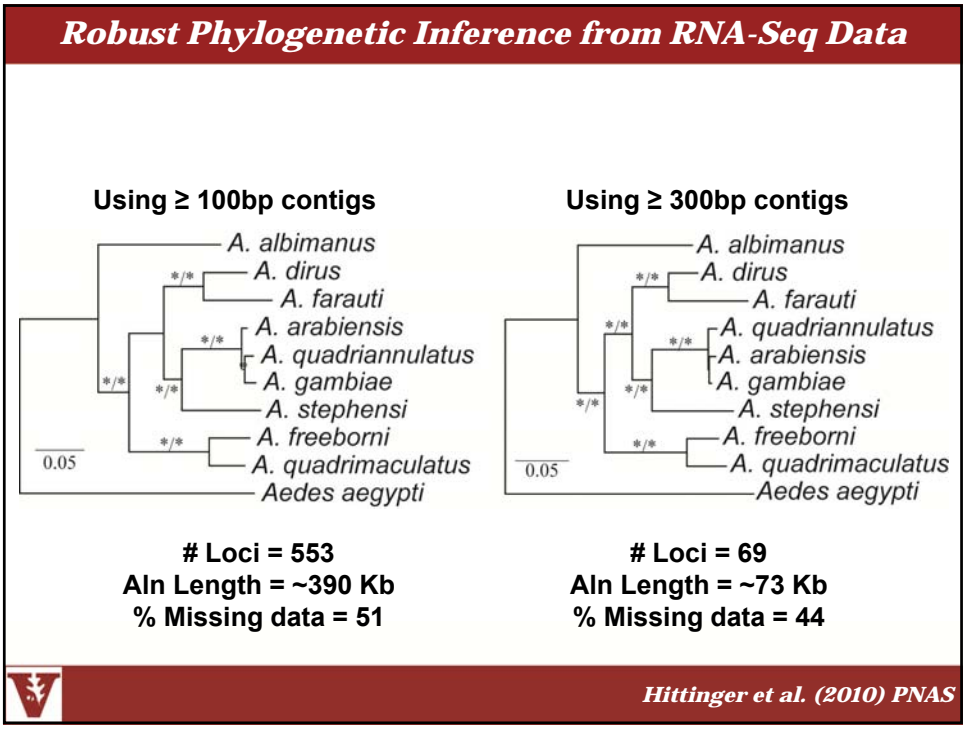 Robust Phylogenetic Inference from RNA-Seq Data
Using ≥ 100bp contigs
A. albimanus
*/*
A. dirus
A. farauti
*/*
A. arabiensis
A. quadriannulatus
*
A. gambiae
*/*
*/*
A. stephensi
*/*
A. freeborni
0.05
A. quadrimaculatus
Aedes aegypti
# Loci = 553
Aln Length = ~390 Kb
% Missing data = 51
Using ≥ 300bp contigs
A. albimanus
*/*
A. dirus
A. farauti
*/*
*/*
A. quadriannulatus
A. arabiensis
*/*
A. gambiae
*/*
A. stephensi
*/*
A. freeborni
0.05
A. quadrimaculatus
Aedes aegypti
# Loci = 69
Aln Length = ~73 Kb
% Missing data = 44
Hittinger et al. (2010) PNAS